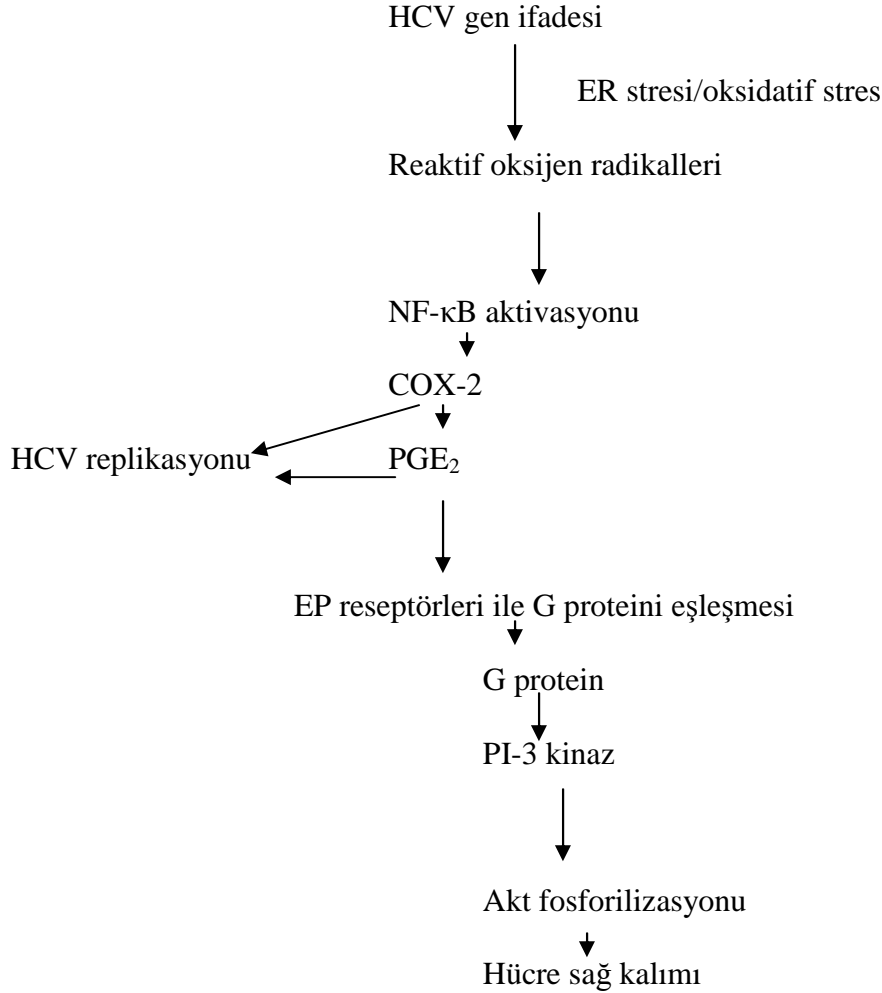 HCV gen ifadesi
ER stresi/oksidatif stres
Reaktif oksijen radikalleri
NF-κB aktivasyonu
COX-2
HCV replikasyonu
PGE₂
EP reseptörleri ile G proteini eşleşmesi
G protein
PI-3 kinaz
Akt fosforilizasyonu
Hücre sağ kalımı